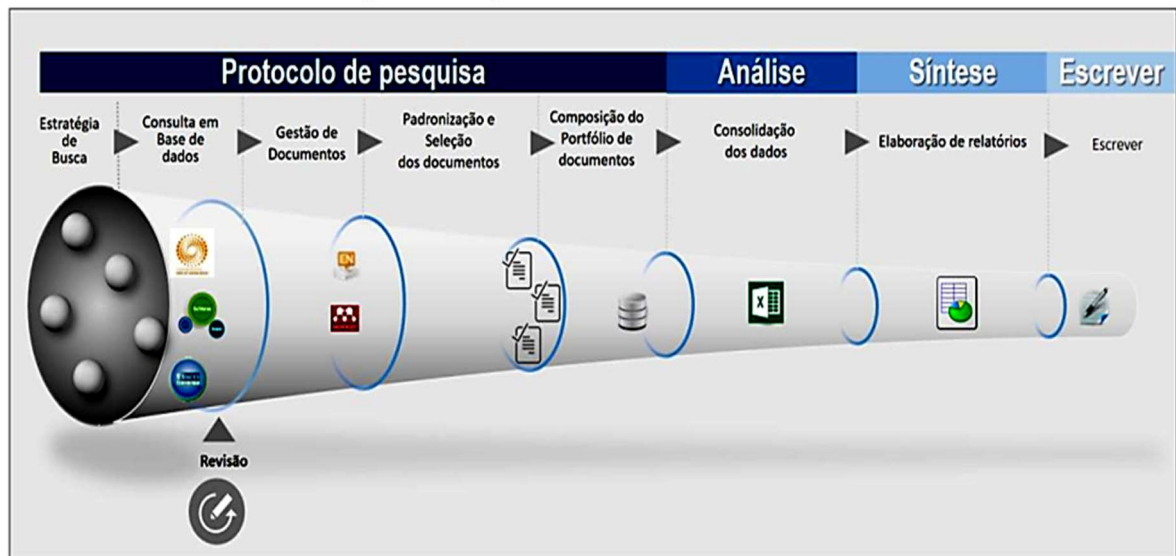 Protocolo de pesquisa
Análise
Síntese
Escrever
Estratégia
de
Busca
Consulta em
Base de
dados
Gestão de
Documentos
Padronização e
Seleção
dos documentos
Composição do
Portfólio de
documentos
Consolidação
dos dados
Elaboração de relatórios
Escrever
EN
Revisão